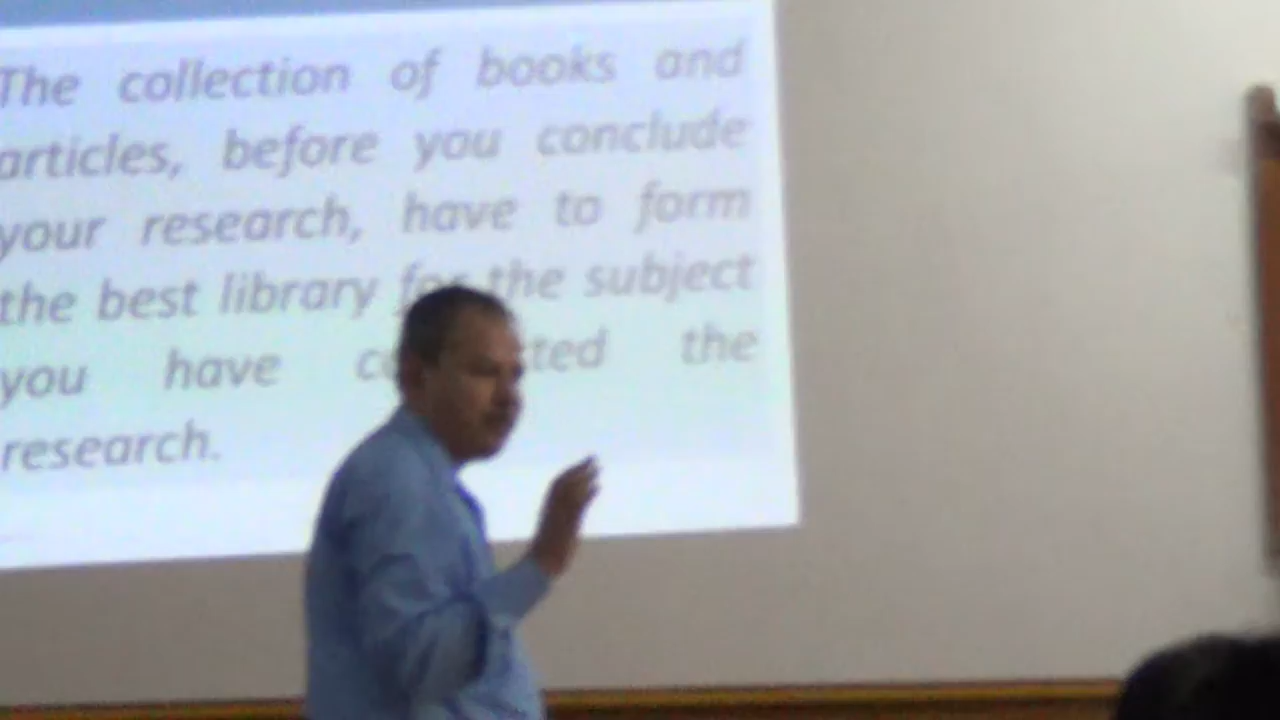 The collection of books and
articles, before you conclude
your research, have to form
the best library for the subject
you have the
research.